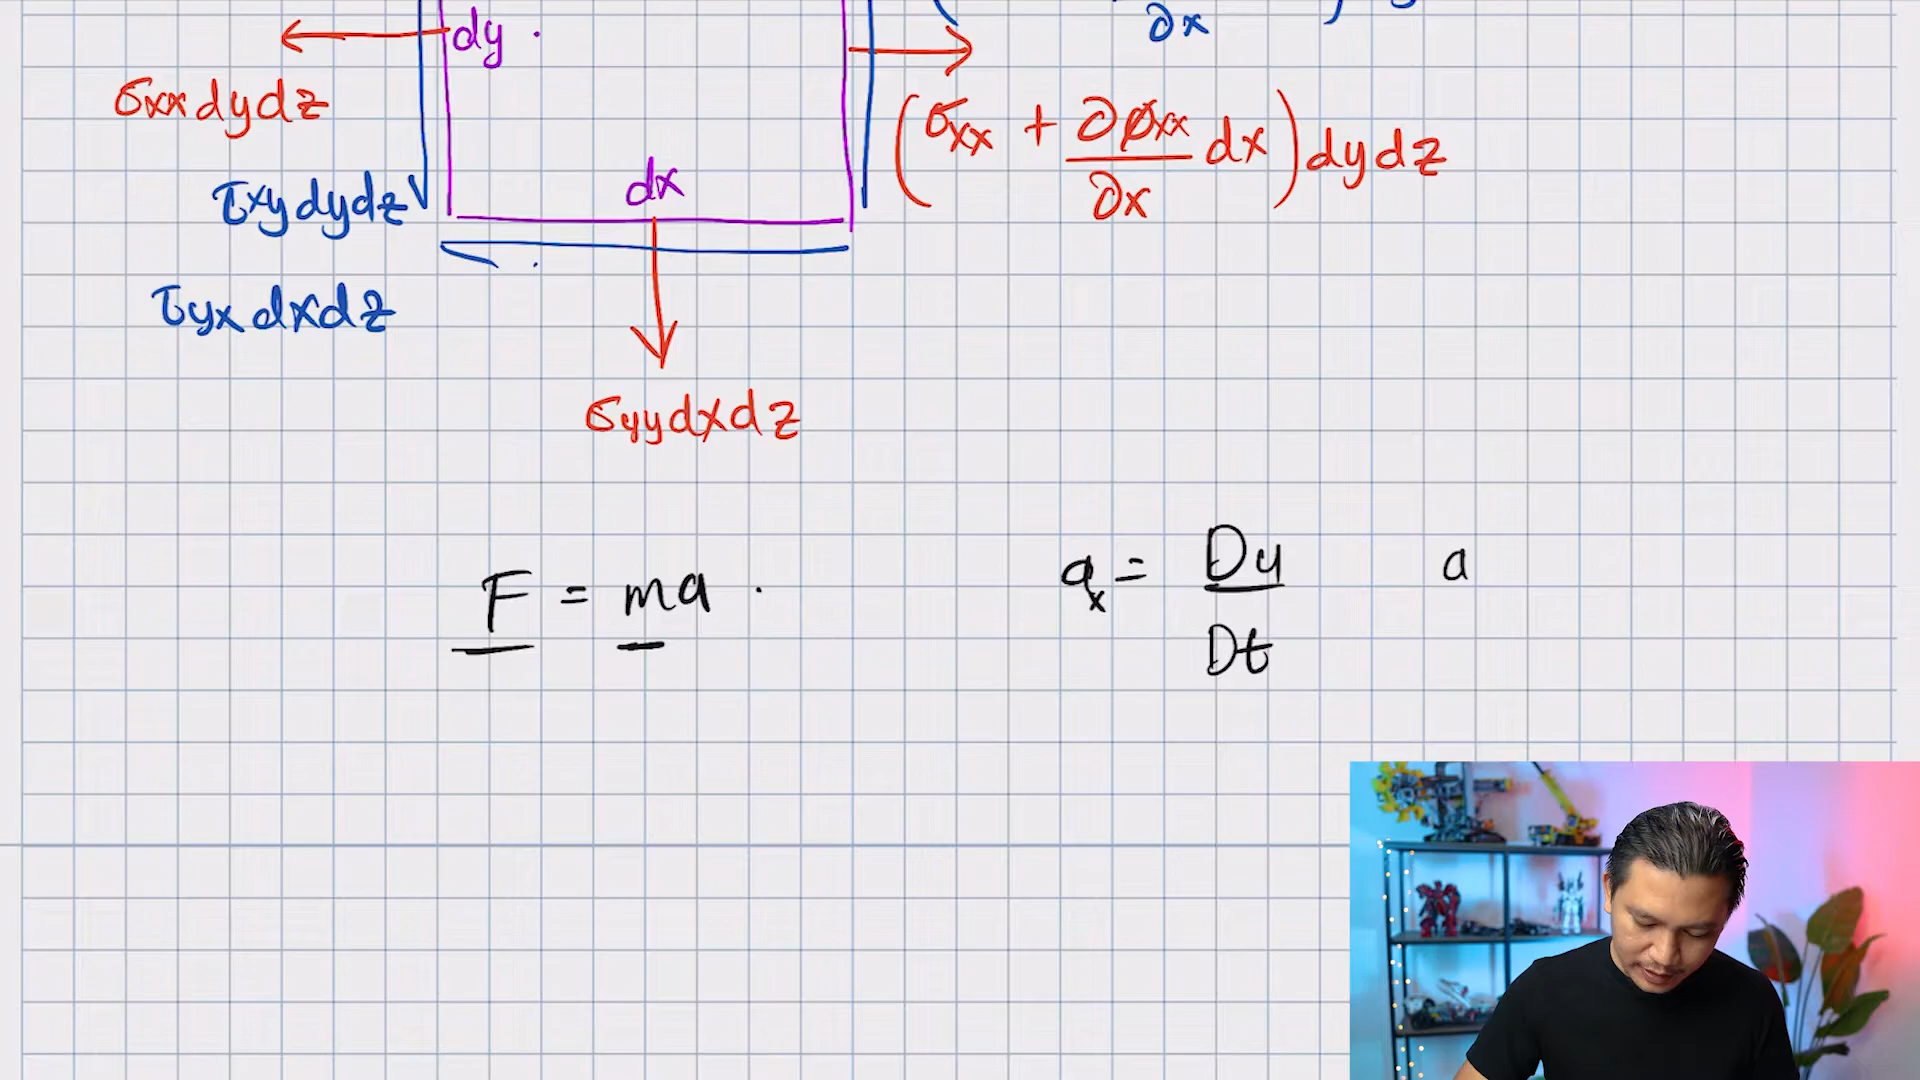 dy
∂x
σxx dydz
(σxx + ∂σxx/∂x dx) dydz
τxy dydz
dx
τyx dxdz
σyy dxdz
F = ma
ax = Du/Dt
a